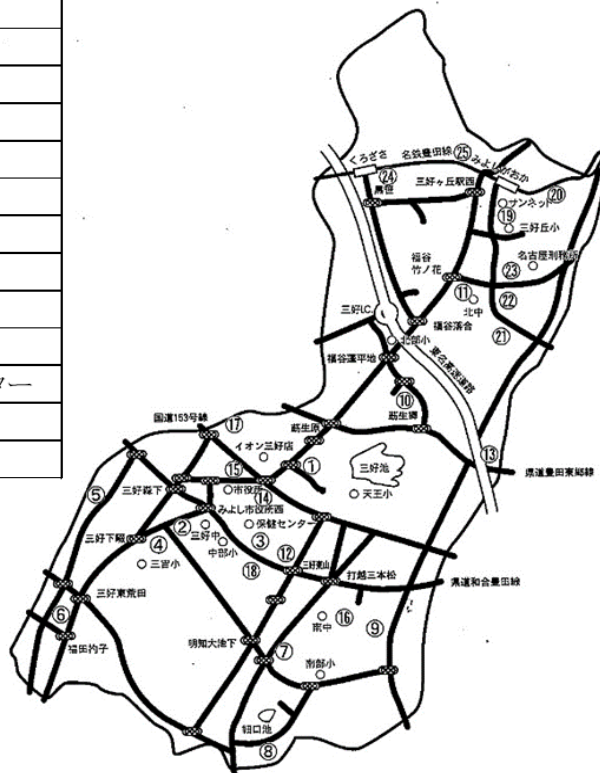 くろざさ
名鉄豊田線
㉕
みよしがおか
㉔
黒笹
三好ヶ丘駅西
サンネット
⑳
⑲
三好丘小
福谷
竹ノ花
名古屋刑務所
㉓
⑪
北中
㉒
三好I.C.
福谷落合
㉑
北部小
福谷藻平地
東名高速道路
⑩
国道153号線
⑰
莇生原
莇生郷
イオン三好店
⑬
県道豊田東郷線
①
三好池
⑮
三好森下
市役所
⑭
天王小
⑤
みよし市役所西
保健センター
②
三好中
③
三好下畷
④
中部小
⑫
三好東山
三吉小
⑱
打越三本松
県道和合豊田線
三好東荒田
⑥
南中
⑯
⑨
福田杓子
明知大池下
⑦
南部小
細口池
⑧
ー